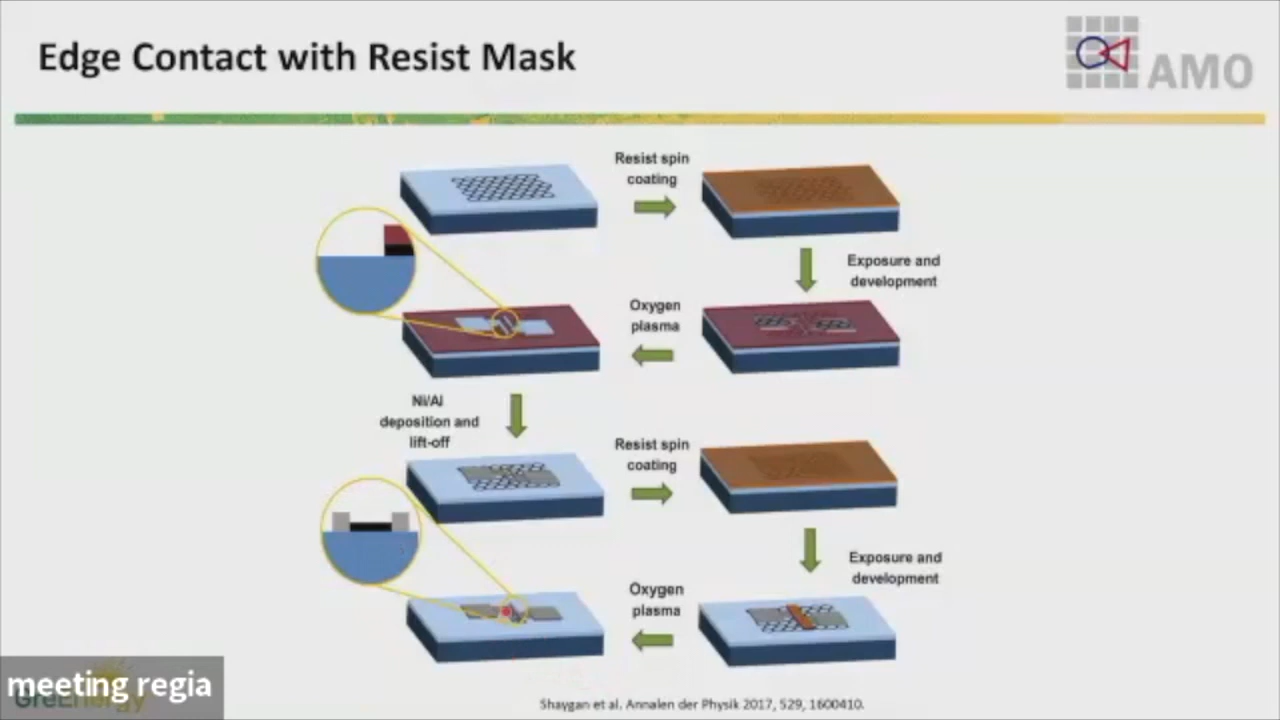 Edge Contact with Resist Mask
AMO
Resist spin
coating
Exposure and
development
Oxygen
plasma
Ni/Al
deposition and
lift-off
Resist spin
coating
Exposure and
development
Oxygen
plasma
meeting regia
GreEnergy
Shaygan et al. Annalen der Physik 2017, 529, 1600410.